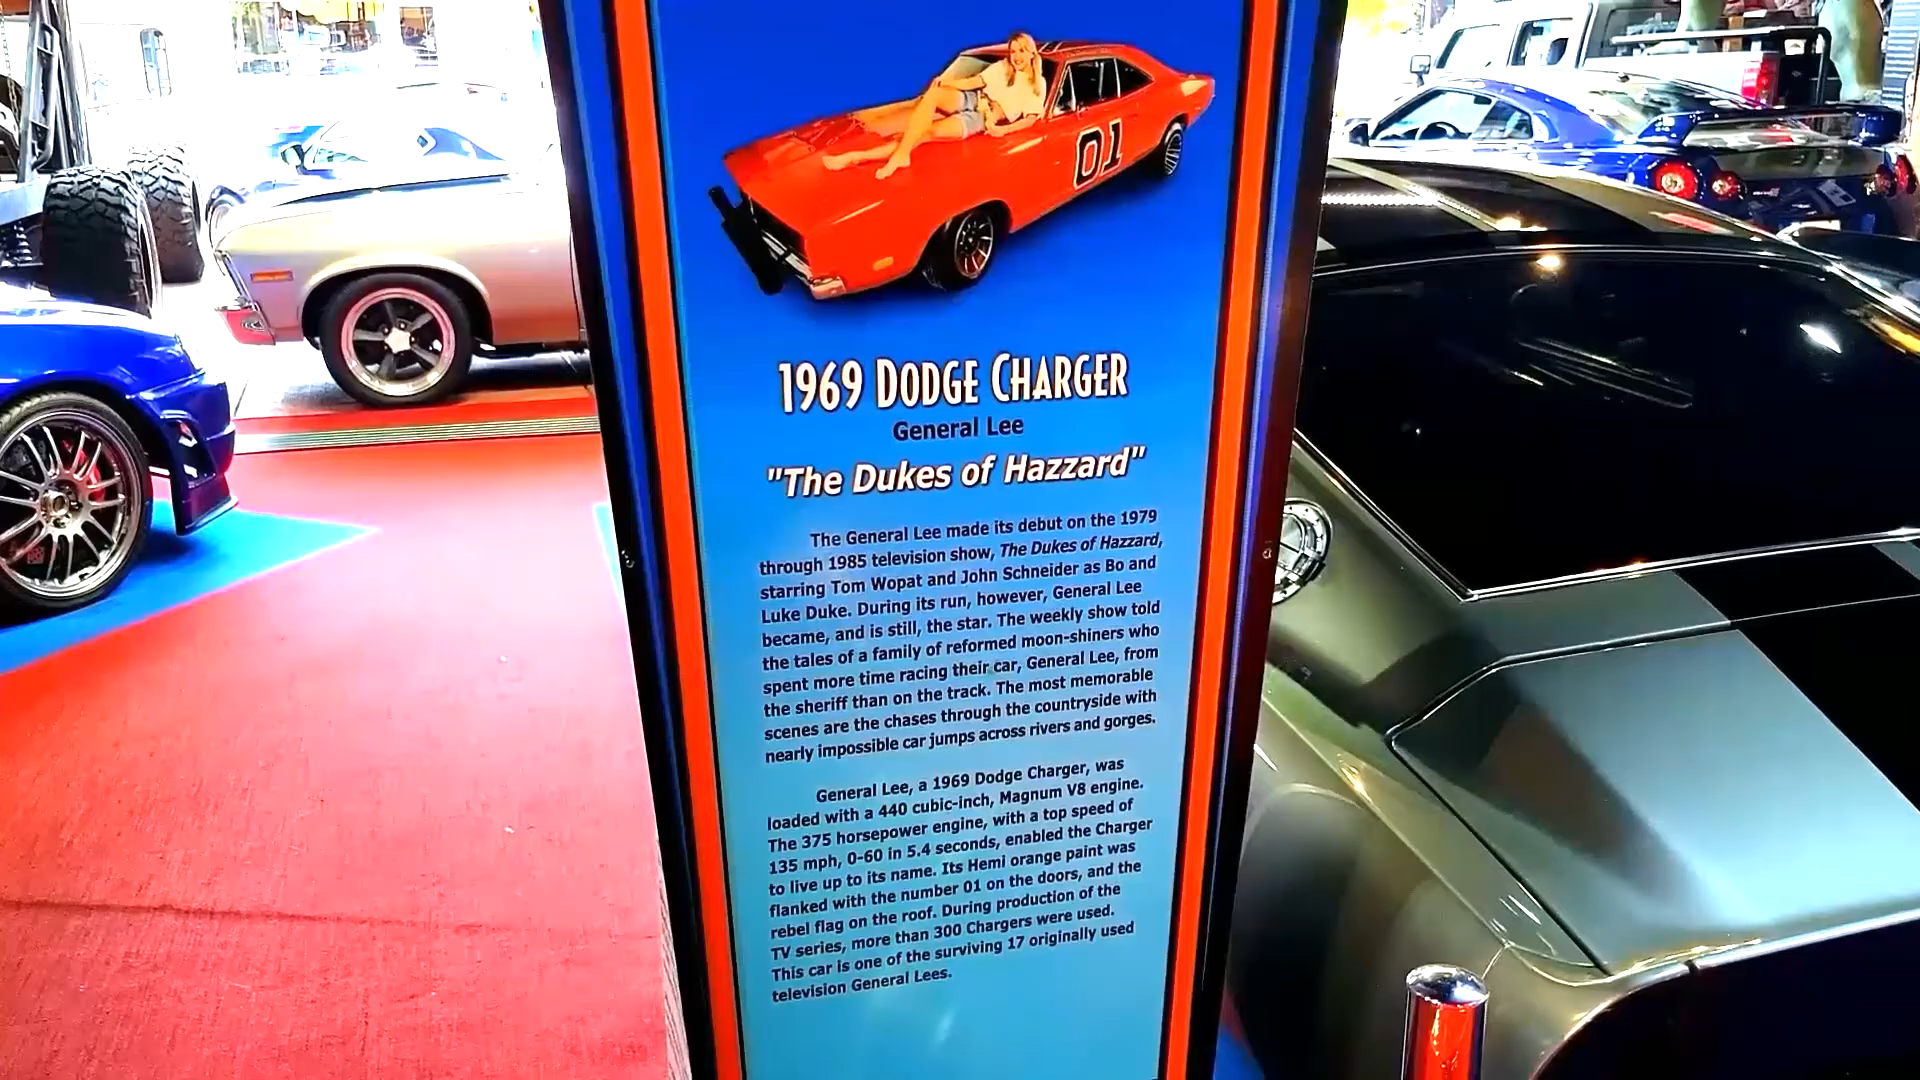 01
1969 DODGE CHARGER
General Lee
"The Dukes of Hazzard"
The General Lee made its debut on the 1979
through 1985 television show, The Dukes of Hazzard,
starring Tom Wopat and John Schneider as Bo and
Luke Duke. During its run, however, General Lee
became, and is still, the star. The weekly show told
the tales of a family of reformed moon-shiners who
spent more time racing their car, General Lee, from
the sheriff than on the track. The most memorable
scenes are the chases through the countryside with
nearly impossible car jumps across rivers and gorges.
General Lee, a 1969 Dodge Charger, was
loaded with a 440 cubic-inch, Magnum V8 engine.
The 375 horsepower engine, with a top speed of
135 mph, 0-60 in 5.4 seconds, enabled the Charger
to live up to its name. Its Hemi orange paint was
flanked with the number 01 on the doors, and the
rebel flag on the roof. During production of the
TV series, more than 300 Chargers were used.
This car is one of the surviving 17 originally used
television General Lees.